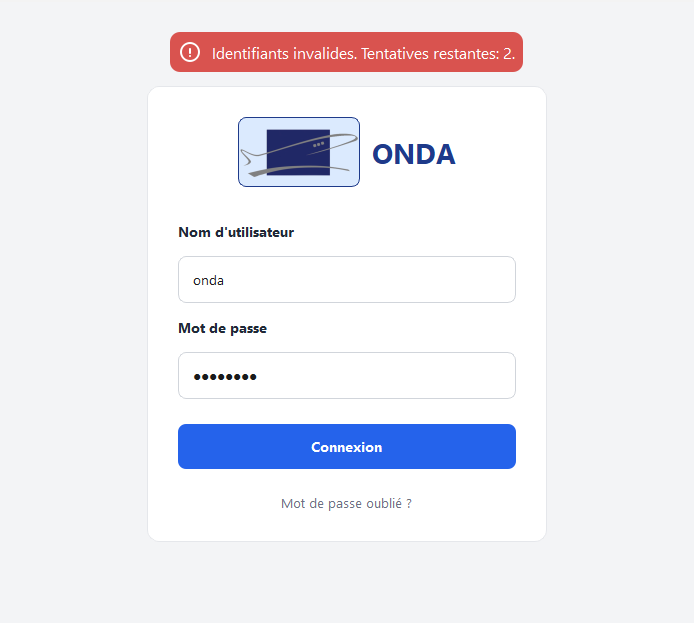 Identifiants invalides. Tentatives restantes: 2.
ONDA
Nom d'utilisateur
onda
Mot de passe
••••••••
Connexion
Mot de passe oublié ?